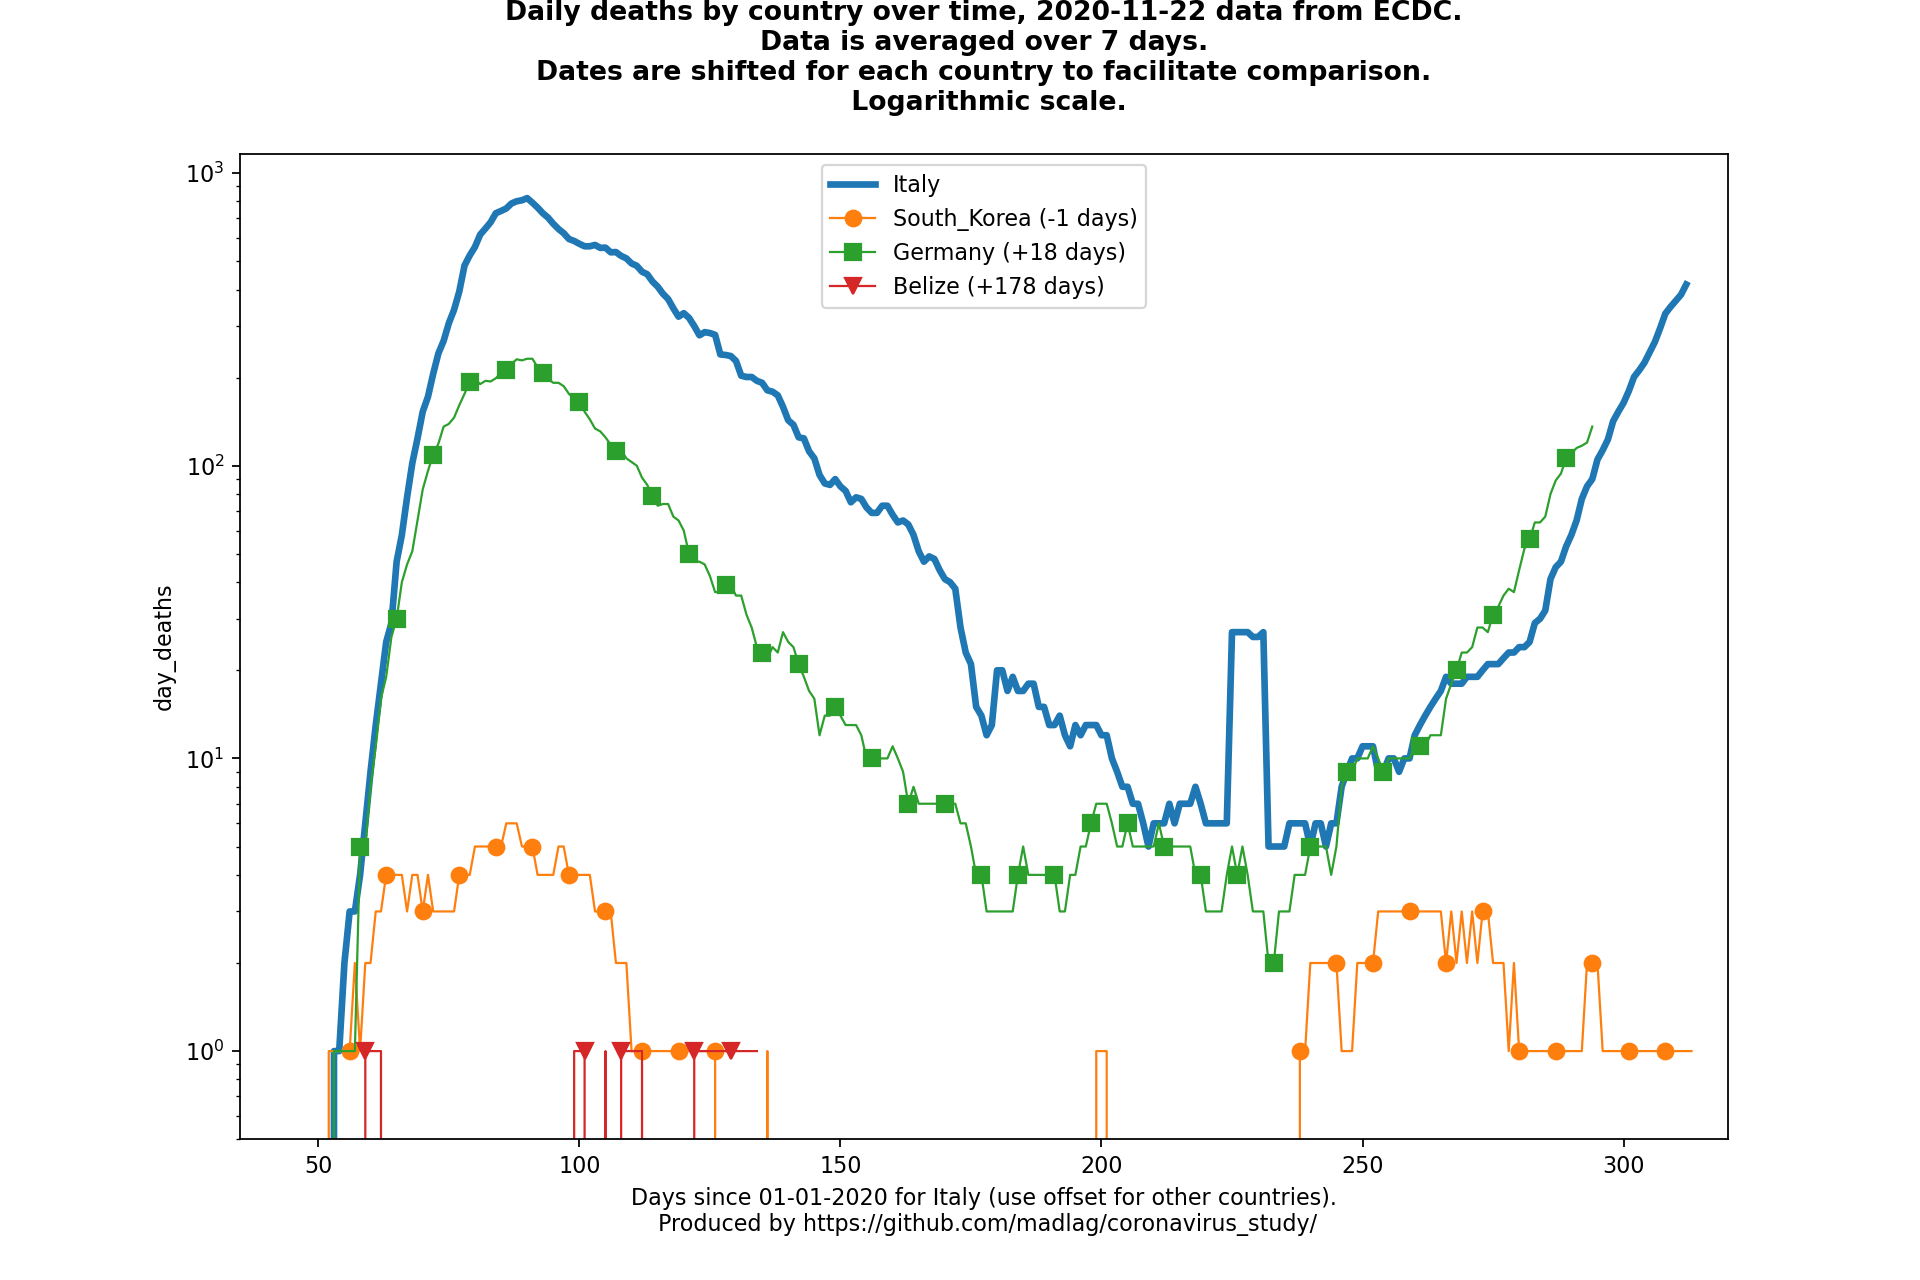 Daily deaths by country over time, 2020-11-22 data from ECDC.
Data is averaged over 7 days.
Dates are shifted for each country to facilitate comparison.
Logarithmic scale.
Italy
South_Korea (-1 days)
Germany (+18 days)
Belize (+178 days)
10³
10²
10¹
10⁰
day_deaths
50 100 150 200 250 300
Days since 01-01-2020 for Italy (use offset for other countries).
Produced by https://github.com/madlag/coronavirus_study/